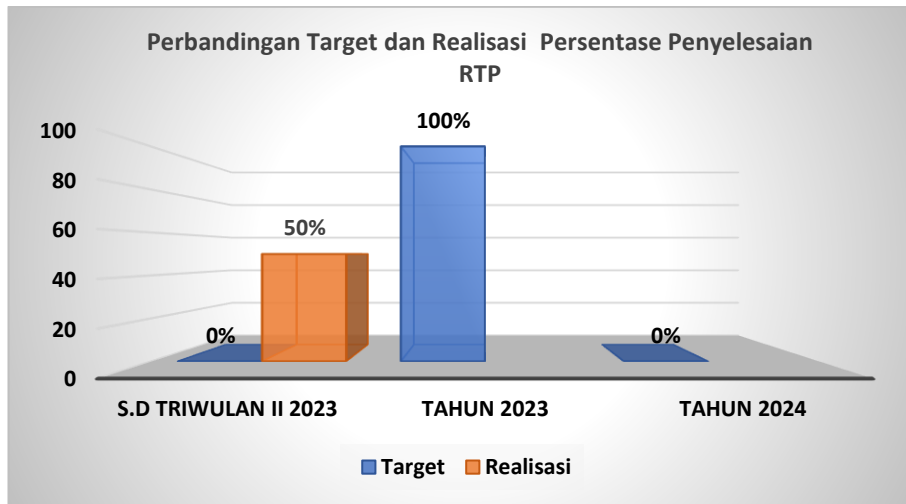 Perbandingan Target dan Realisasi Persentase Penyelesaian
RTP
100%
100
80
60
50%
40
20
0%
0%
0
S.D TRIWULAN II 2023
TAHUN 2023
TAHUN 2024
Target
Realisasi